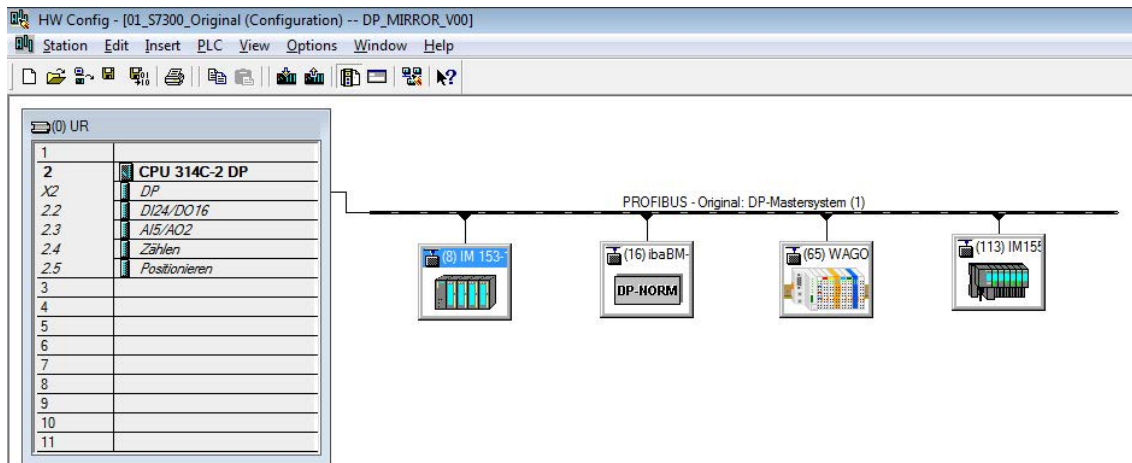 HW Config - [01_S7300_Original (Configuration) -- DP_MIRROR_V00]
Station Edit Insert PLC View Options Window Help
(0) UR
1
2 CPU 314C-2 DP
X2 DP
2.2 DI24/DO16
2.3 AI5/AO2
2.4 Zählen
2.5 Positionieren
3
4
5
6
7
8
9
10
11
PROFIBUS - Original: DP-Mastersystem (1)
(8) IM 153-1
(16) ibaBM-
DP-NORM
(65) WAGO
(113) IM155